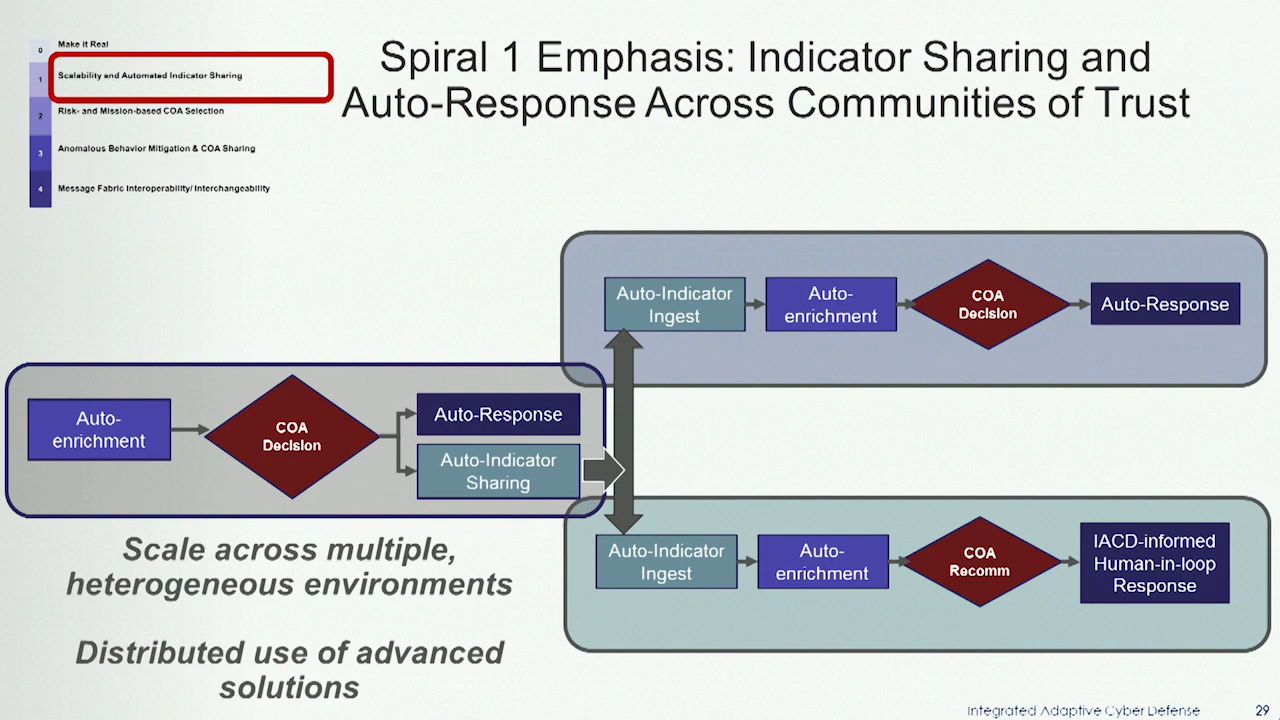 0 Make it Real
1 Scalability and Automated Indicator Sharing
2 Risk- and Mission-based COA Selection
3 Anomalous Behavior Mitigation & COA Sharing
4 Message Fabric Interoperability/ Interchangeability
Spiral 1 Emphasis: Indicator Sharing and
Auto-Response Across Communities of Trust
Auto-Indicator
Ingest
Auto-
enrichment
COA
Decision
Auto-Response
Auto-
enrichment
COA
Decision
Auto-Response
Auto-Indicator
Sharing
Auto-Indicator
Ingest
Auto-
enrichment
COA
Recomm
IACD-informed
Human-in-loop
Response
Scale across multiple,
heterogeneous environments
Distributed use of advanced
solutions
Integrated Adaptive Cyber Defense 29